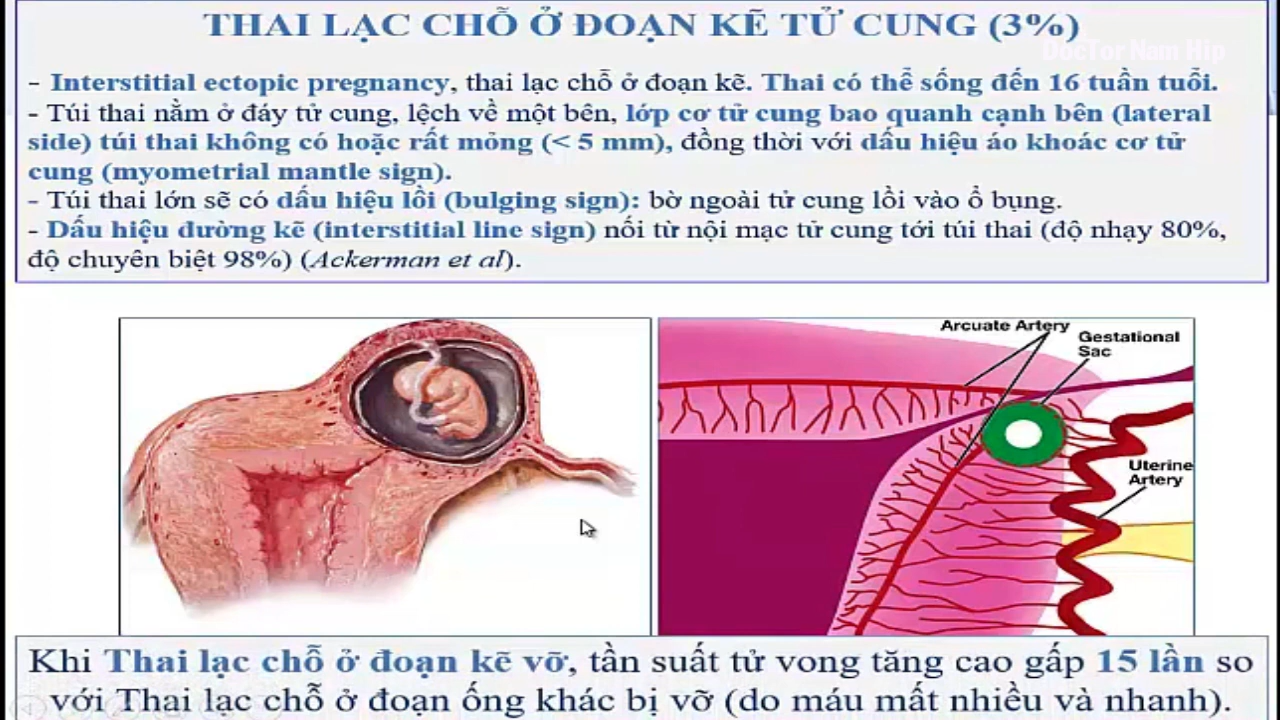 THAI LẠC CHỖ Ở ĐOẠN KẼ TỬ CUNG (3%)
DocTor Nam Hip
- Interstitial ectopic pregnancy, thai lạc chỗ ở đoạn kẽ. Thai có thể sống đến 16 tuần tuổi.
- Túi thai nằm ở đáy tử cung, lệch về một bên, lớp cơ tử cung bao quanh cạnh bên (lateral
side) túi thai không có hoặc rất mỏng (< 5 mm), đồng thời với dấu hiệu áo khoác cơ tử
cung (myometrial mantle sign).
- Túi thai lớn sẽ có dấu hiệu lồi (bulging sign): bờ ngoài tử cung lồi vào ổ bụng.
- Dấu hiệu đường kẽ (interstitial line sign) nối từ nội mạc tử cung tới túi thai (độ nhạy 80%,
độ chuyên biệt 98%) (Ackerman et al).
Arcuate Artery
Gestational
Sac
Uterine
Artery
Khi Thai lạc chỗ ở đoạn kẽ vỡ, tần suất tử vong tăng cao gấp 15 lần so
với Thai lạc chỗ ở đoạn ống khác bị vỡ (do máu mất nhiều và nhanh).